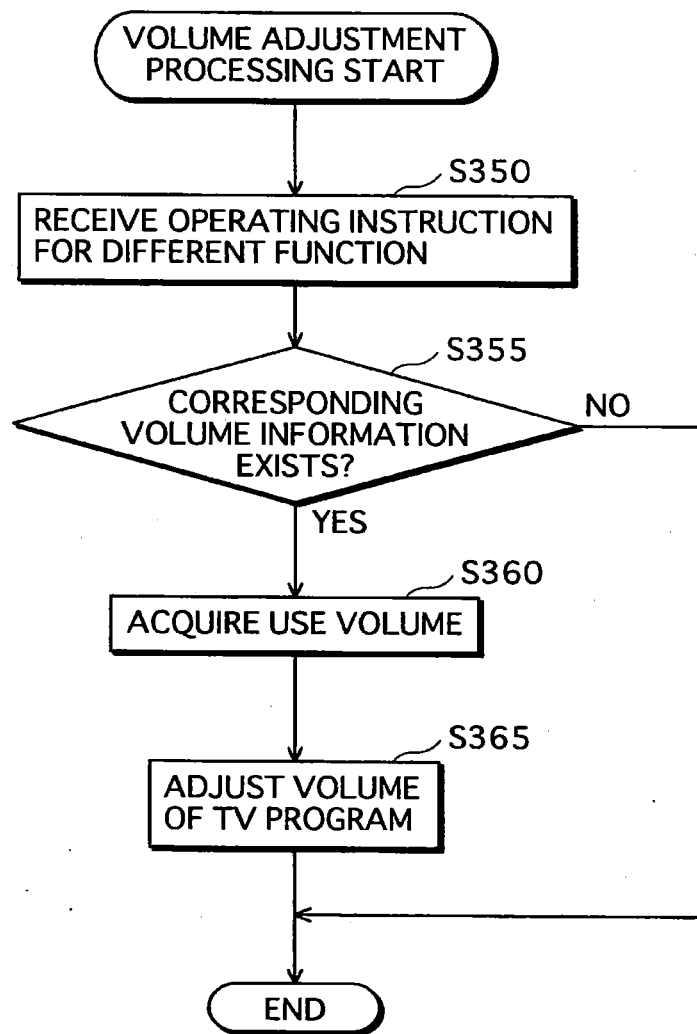 VOLUME ADJUSTMENT
PROCESSING START
S350
RECEIVE OPERATING INSTRUCTION
FOR DIFFERENT FUNCTION
S355
CORRESPONDING
VOLUME INFORMATION
EXISTS?
NO
YES
S360
ACQUIRE USE VOLUME
S365
ADJUST VOLUME
OF TV PROGRAM
END